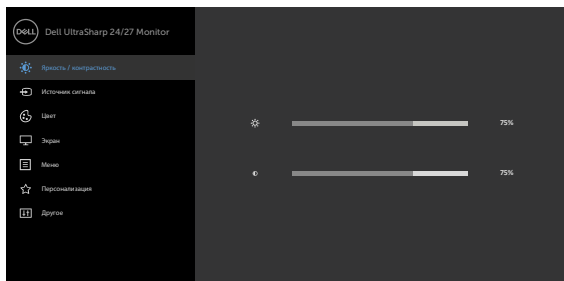 DELL
Dell UltraSharp 24/27 Monitor
Яркость / контрастность
Источник сигнала
Цвет
Экран
Меню
Персонализация
Другое
75%
75%